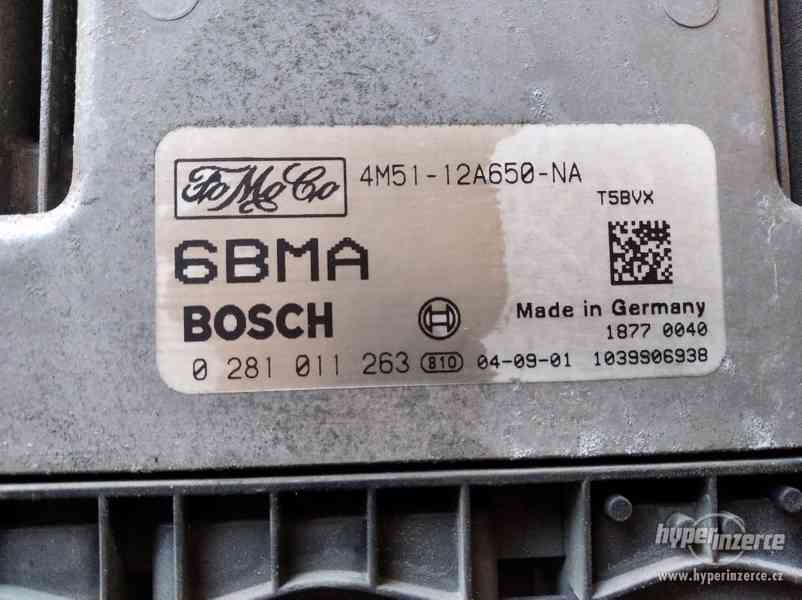 FoMoCo 4M51-12A650-NA
T5BVX
6BMA
BOSCH
Made in Germany
1877 0040
0 281 011 263 810 04-09-01 1039S06938
hyperinzerce
www.hyperinzerce.cz